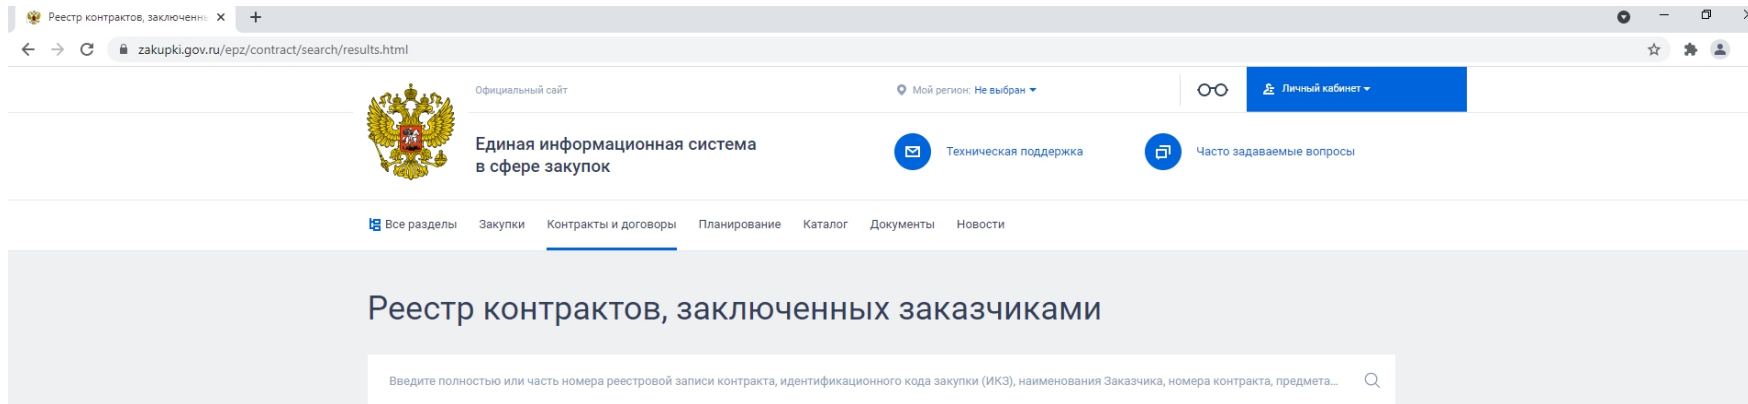 Реестр контрактов, заключенны
zakupki.gov.ru/epz/contract/search/results.html
Официальный сайт
Мой регион: Не выбран
Личный кабинет
Единая информационная система
в сфере закупок
Техническая поддержка
Часто задаваемые вопросы
Все разделы Закупки Контракты и договоры Планирование Каталог Документы Новости
Реестр контрактов, заключенных заказчиками
Введите полностью или часть номера реестровой записи контракта, идентификационного кода закупки (ИКЗ), наименования Заказчика, номера контракта, предмета...